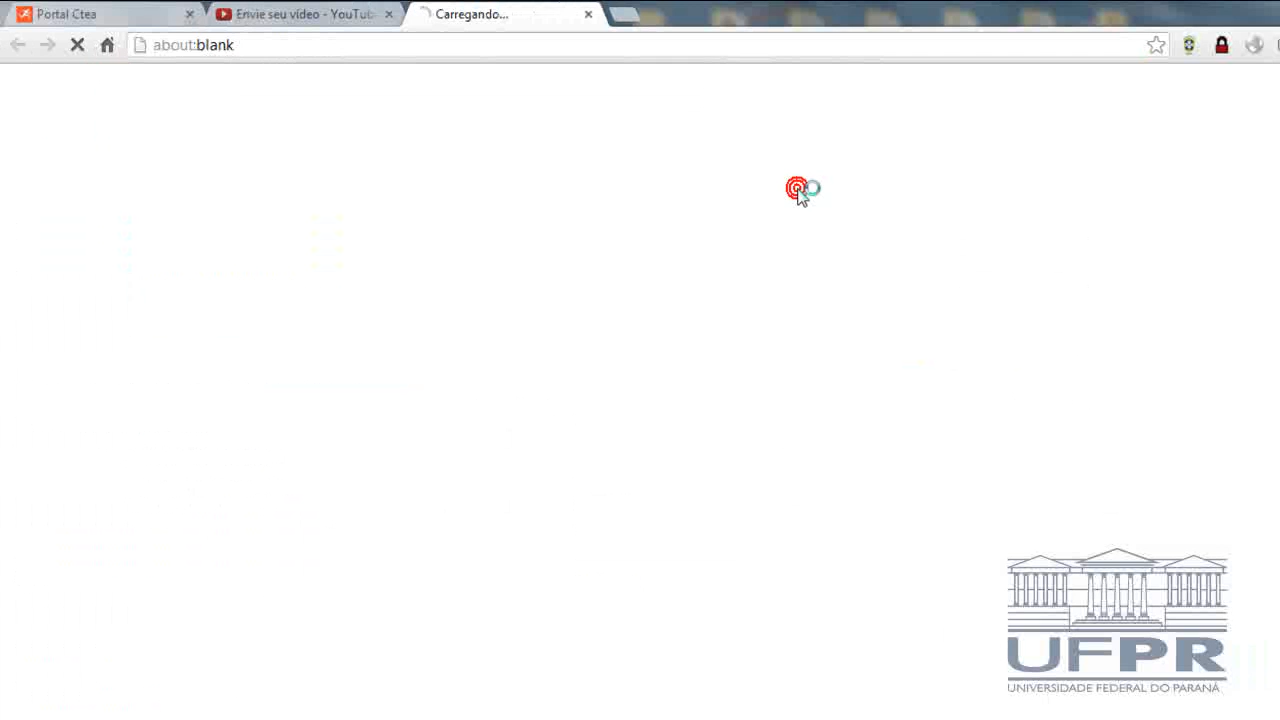 Portal Ctea
Envie seu vídeo - YouTub
Carregando...
about:blank
UFPR
UNIVERSIDADE FEDERAL DO PARANÁ